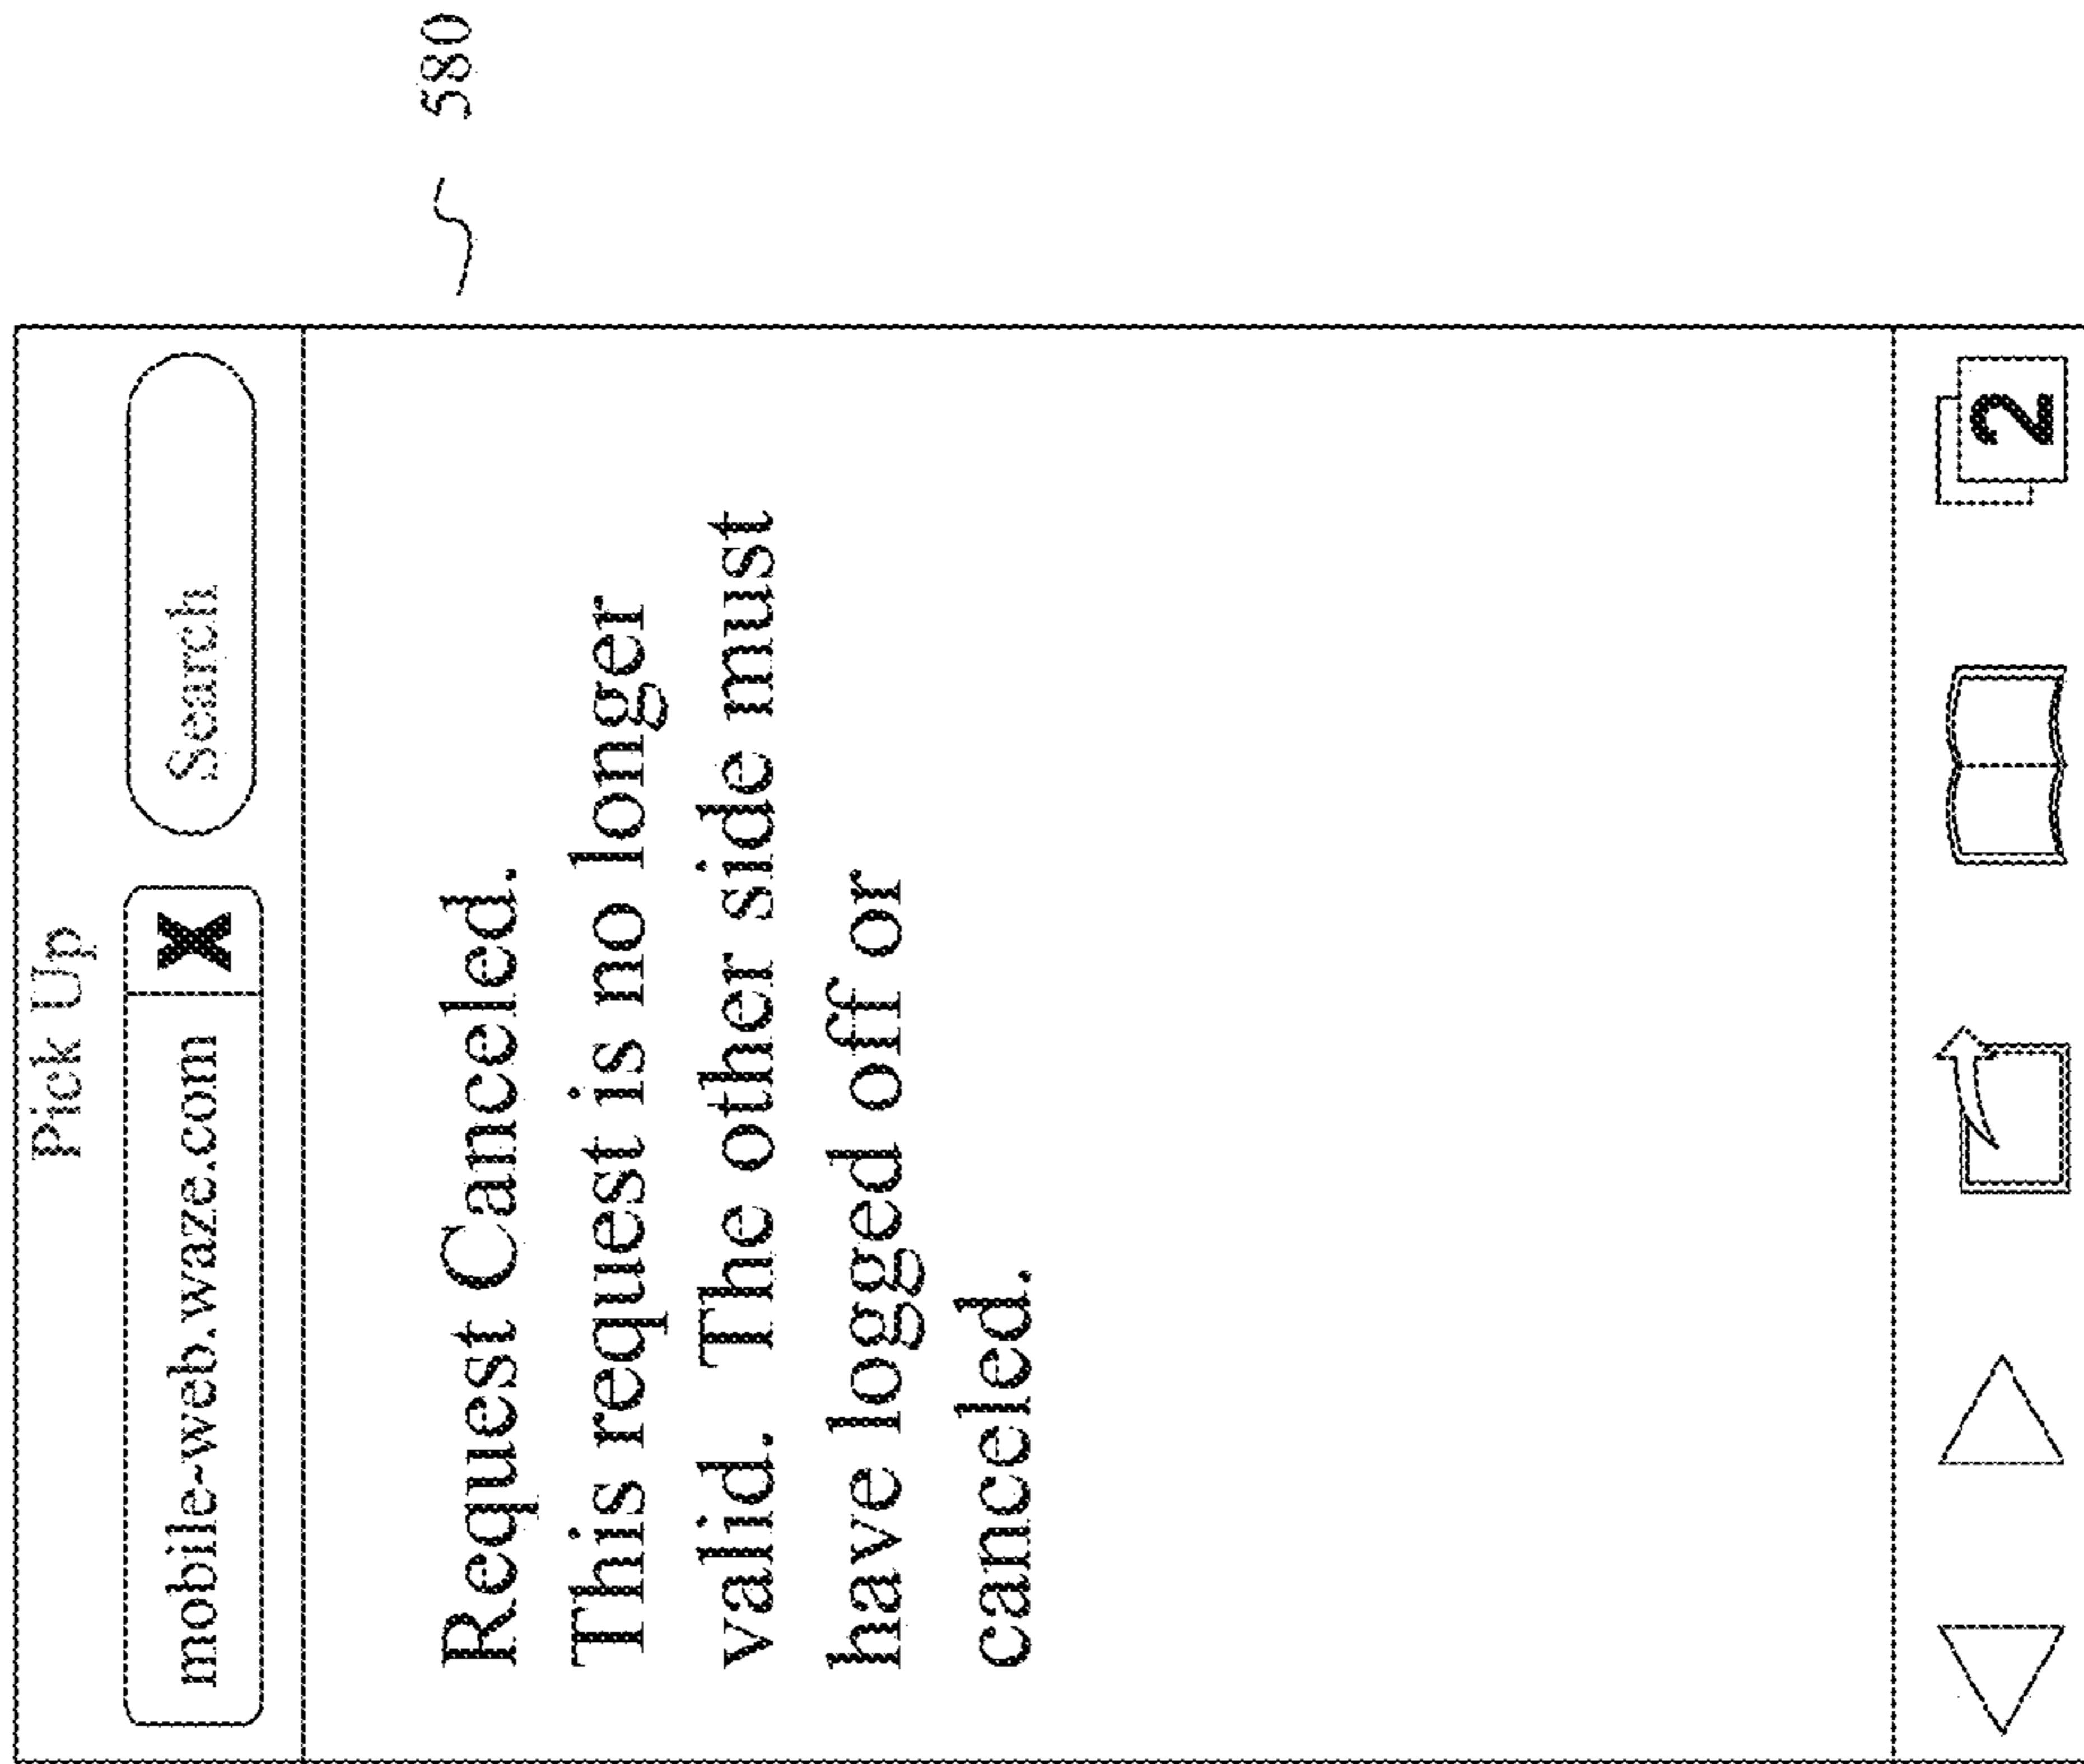 Pick Up
mobile-web.waze.com X Search
Request Canceled.
This request is no longer
valid. The other side must
have logged off or
canceled.
2
580